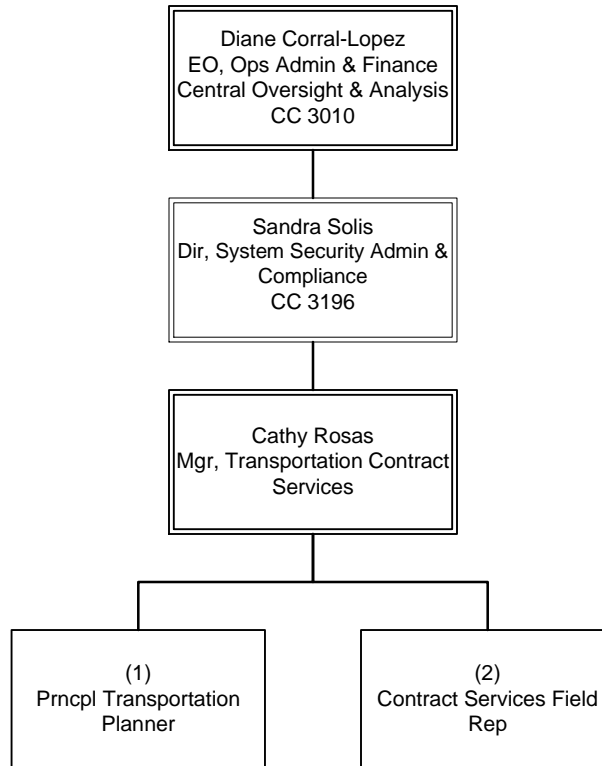 Diane Corral-Lopez
EO, Ops Admin & Finance
Central Oversight & Analysis
CC 3010
Sandra Solis
Dir, System Security Admin &
Compliance
CC 3196
Cathy Rosas
Mgr, Transportation Contract
Services
(1)
Prncpl Transportation
Planner
(2)
Contract Services Field
Rep